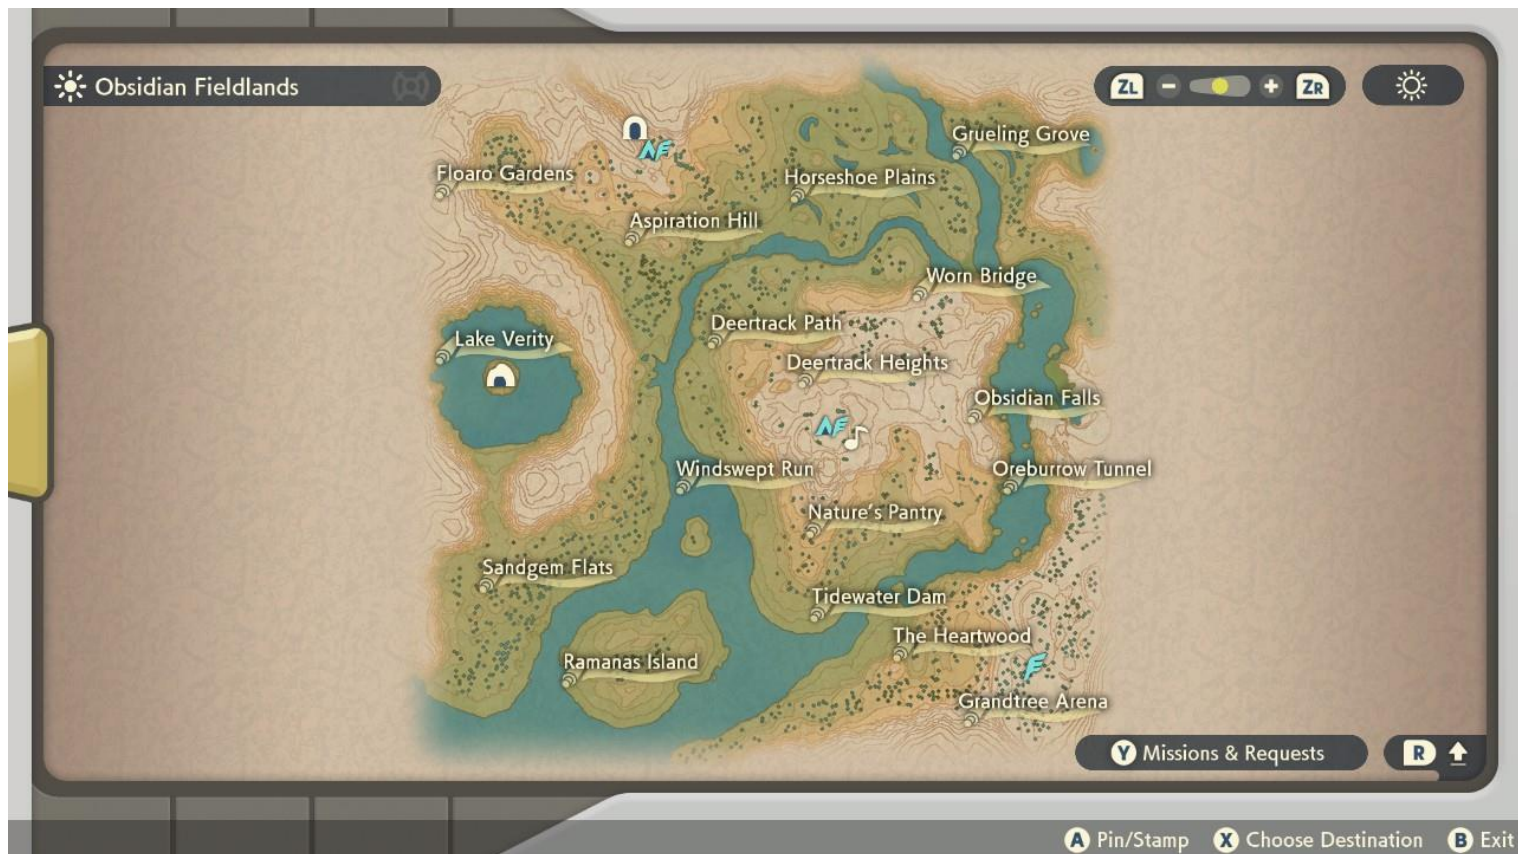 Obsidian Fieldlands
ZL
ZR
Grueling Grove
Floaro Gardens
Horseshoe Plains
Aspiration Hill
Worn Bridge
Deertrack Path
Lake Verity
Deertrack Heights
Obsidian Falls
Windswept Run
Oreburrow Tunnel
Nature's Pantry
Sandgem Flats
Tidewater Dam
The Heartwood
Ramanas Island
Grandtree Arena
Y Missions & Requests
R
A Pin/Stamp X Choose Destination B Exit